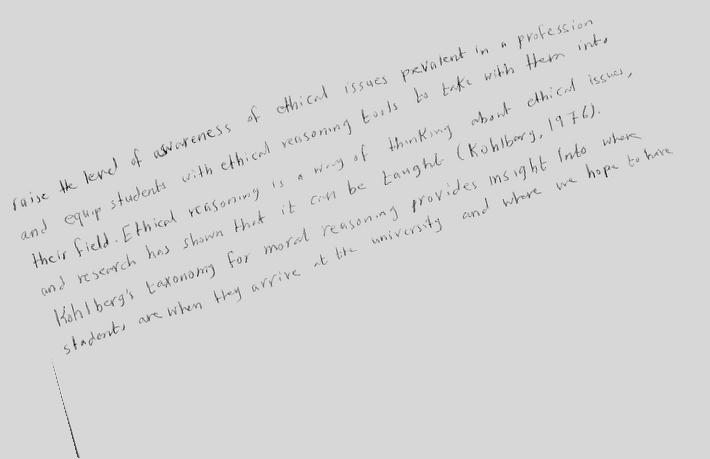 raise the level of awareness of ethical issues prevalent in a profession
and equip students with ethical reasoning tools to take with them into
their field. Ethical reasoning is a way of thinking about ethical issues,
and research has shown that it can be taught (Kohlberg, 1976).
Kohlberg's taxonomy for moral reasoning provides insight into where
students are when they arrive at the university and where we hope to have